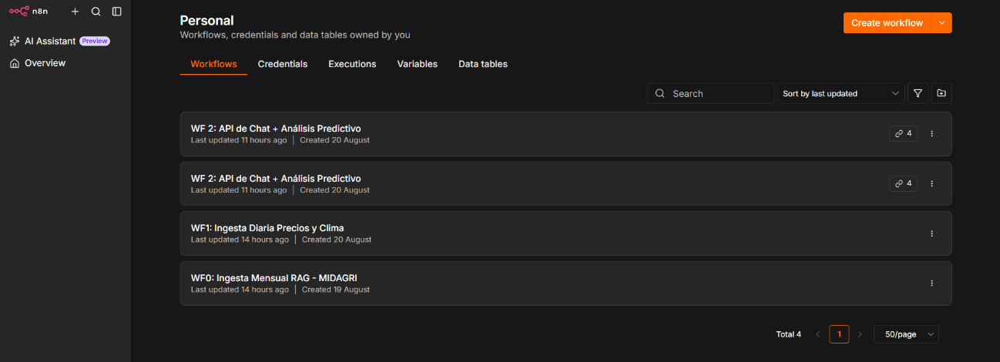 n8n
AI Assistant Preview
Overview
Personal
Workflows, credentials and data tables owned by you
Create workflow
Workflows Credentials Executions Variables Data tables
Search
Sort by last updated
WF 2: API de Chat + Análisis Predictivo
Last updated 11 hours ago | Created 20 August
4
WF 2: API de Chat + Análisis Predictivo
Last updated 11 hours ago | Created 20 August
4
WF1: Ingesta Diaria Precios y Clima
Last updated 14 hours ago | Created 20 August
WF0: Ingesta Mensual RAG - MIDAGRI
Last updated 14 hours ago | Created 19 August
Total 4 1 50/page